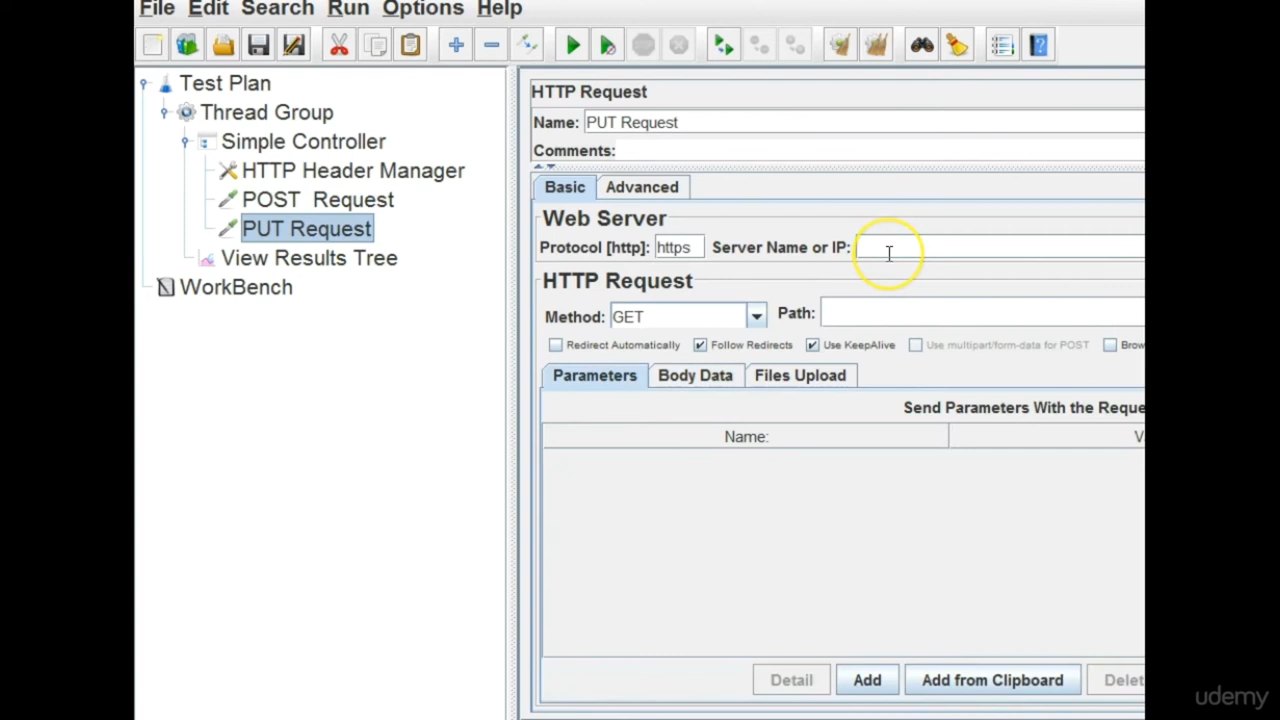 File Edit Search Run Options Help
Test Plan
Thread Group
Simple Controller
HTTP Header Manager
POST Request
PUT Request
View Results Tree
WorkBench
HTTP Request
Name: PUT Request
Comments:
Basic Advanced
Web Server
Protocol [http]: https Server Name or IP:
HTTP Request
Method: GET Path:
Redirect Automatically Follow Redirects Use KeepAlive Use multipart/form-data for POST Brow
Parameters Body Data Files Upload
Send Parameters With the Reque
Name: V
Detail Add Add from Clipboard Delet
udemy